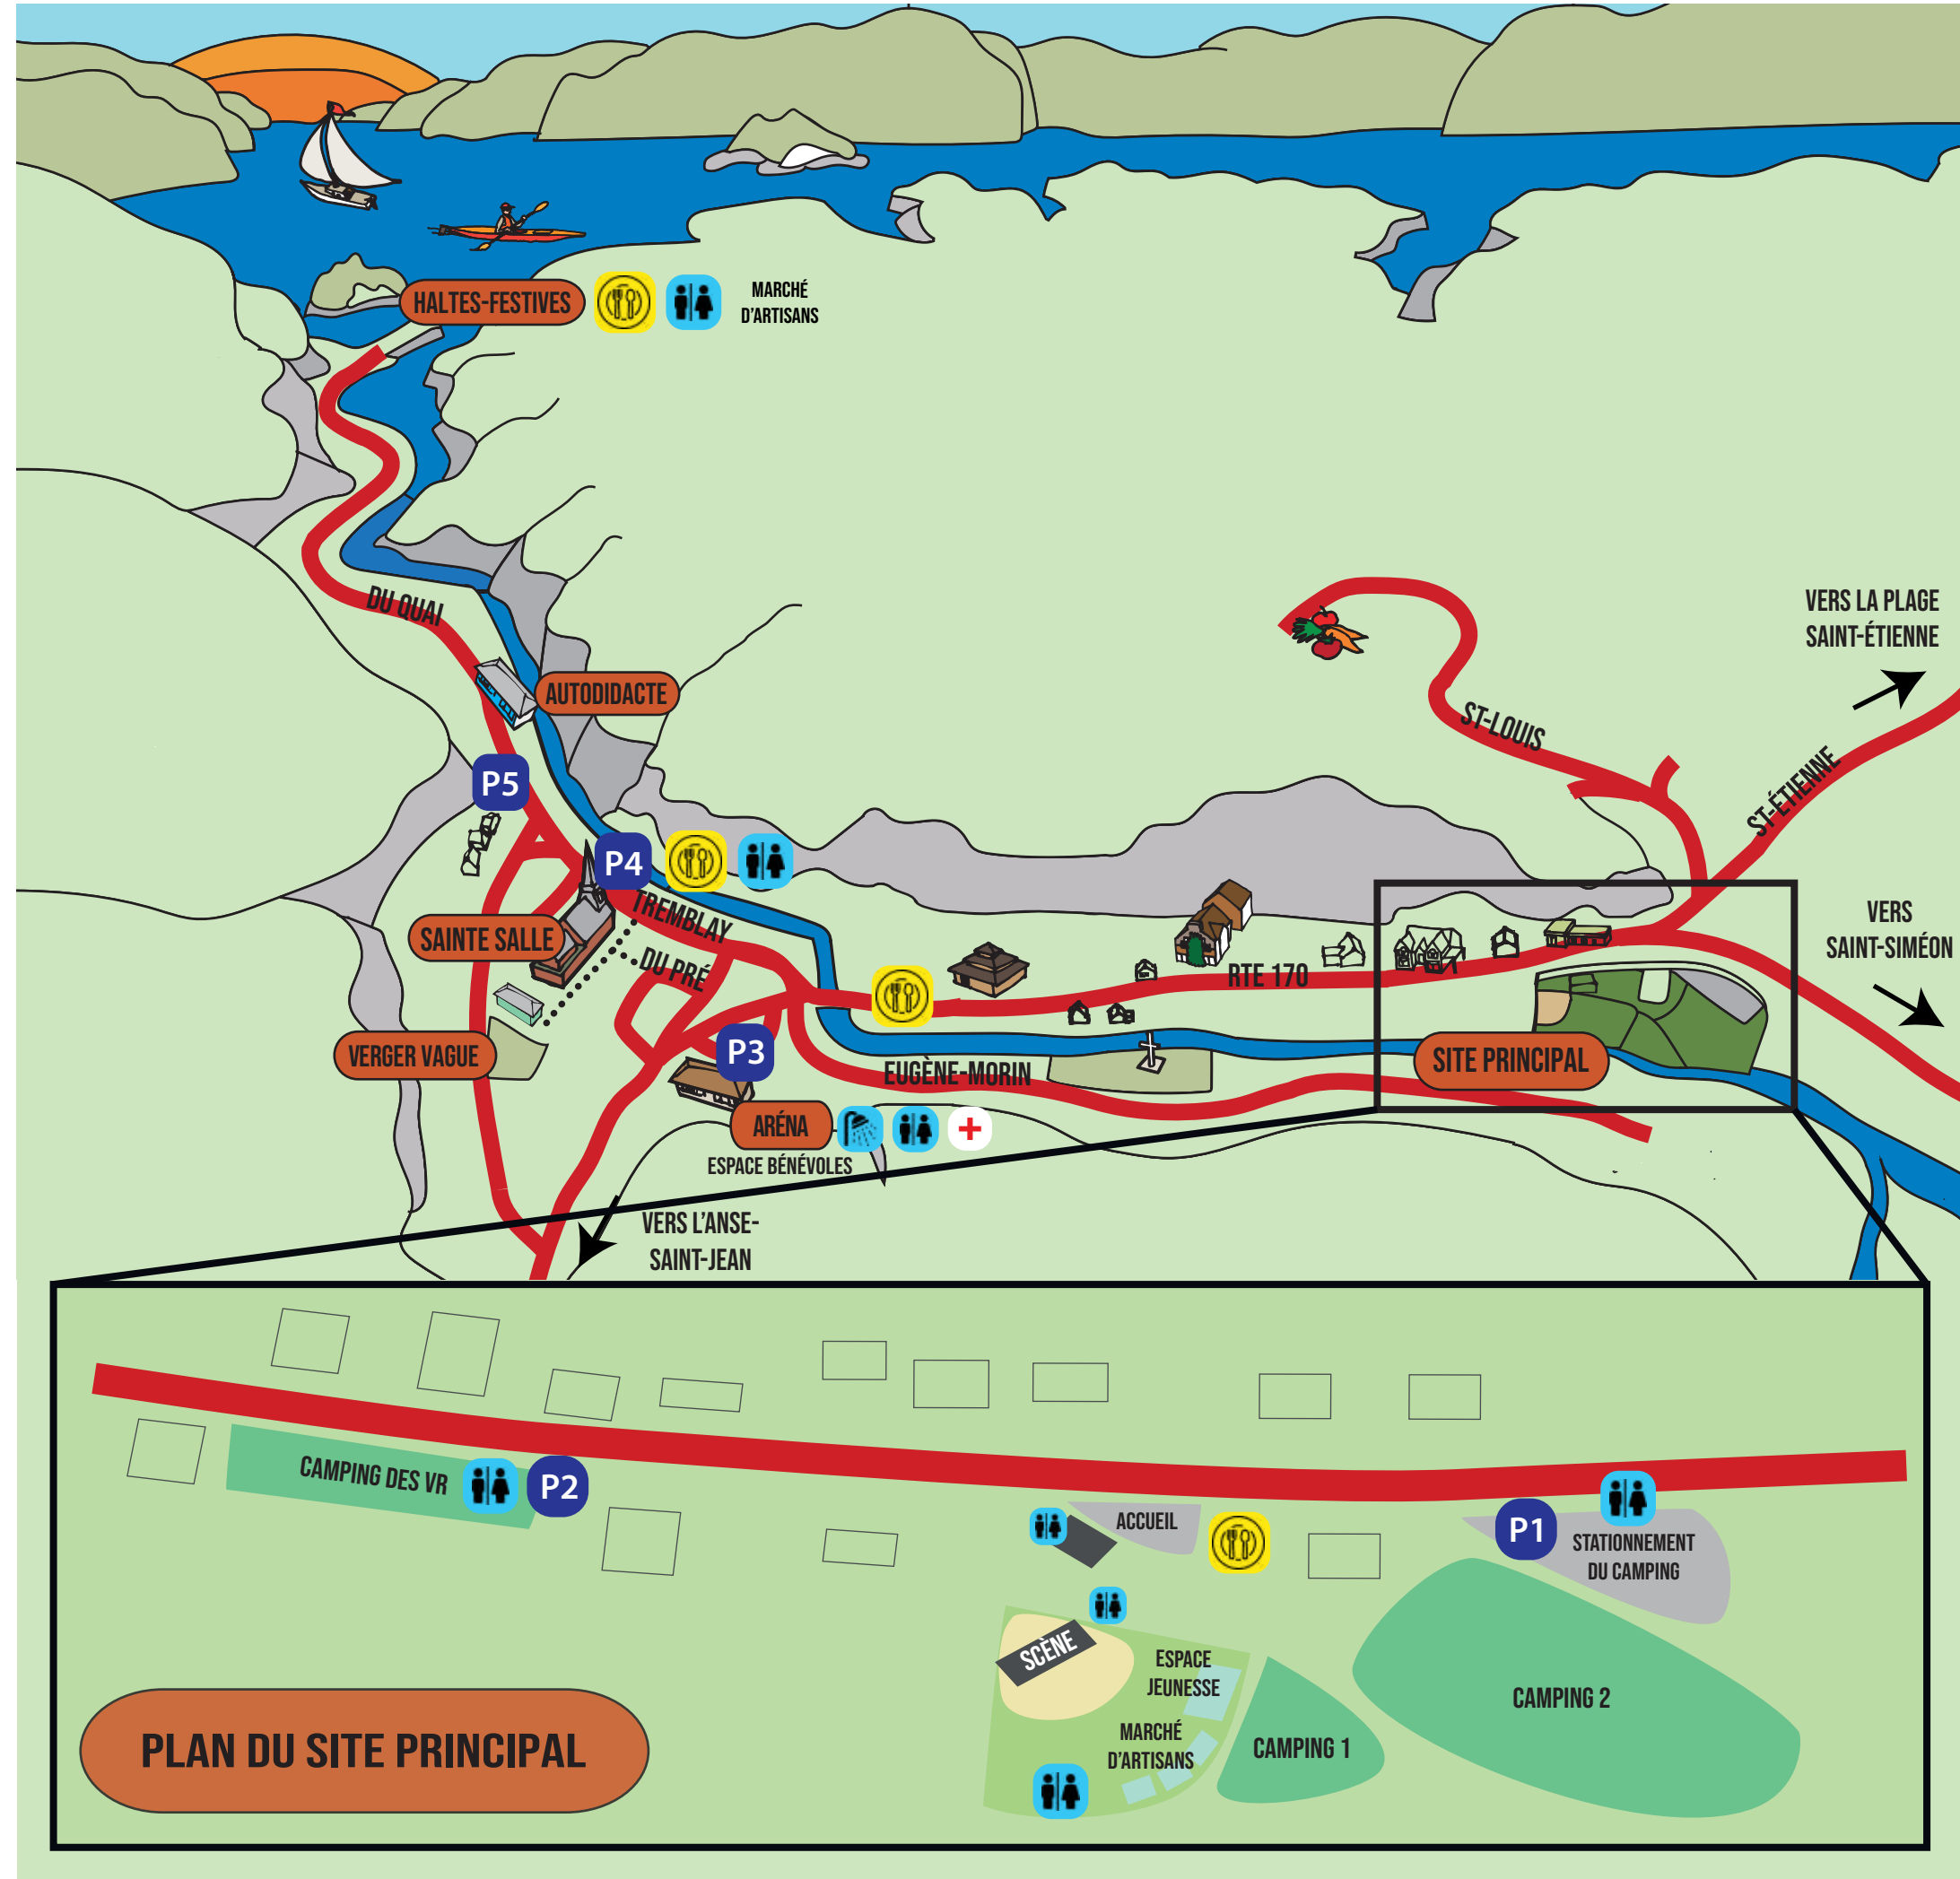 HALTES-FESTIVES
MARCHÉ
D'ARTISANS
DU QUAI
AUTODIDACTE
ST-LOUIS
VERS LA PLAGE
SAINT-ÉTIENNE
ST-ÉTIENNE
P5
P4
TREMBLAY
SAINTE SALLE
DU PRÉ
RTE 170
VERS
SAINT-SIMÉON
VERGER VAGUE
P3
EUGÈNE-MORIN
SITE PRINCIPAL
ARÉNA
ESPACE BÉNÉVOLES
VERS L'ANSE-
SAINT-JEAN
CAMPING DES VR
P2
ACCUEIL
P1
STATIONNEMENT
DU CAMPING
SCÈNE
ESPACE
JEUNESSE
MARCHÉ
D'ARTISANS
CAMPING 1
CAMPING 2
PLAN DU SITE PRINCIPAL